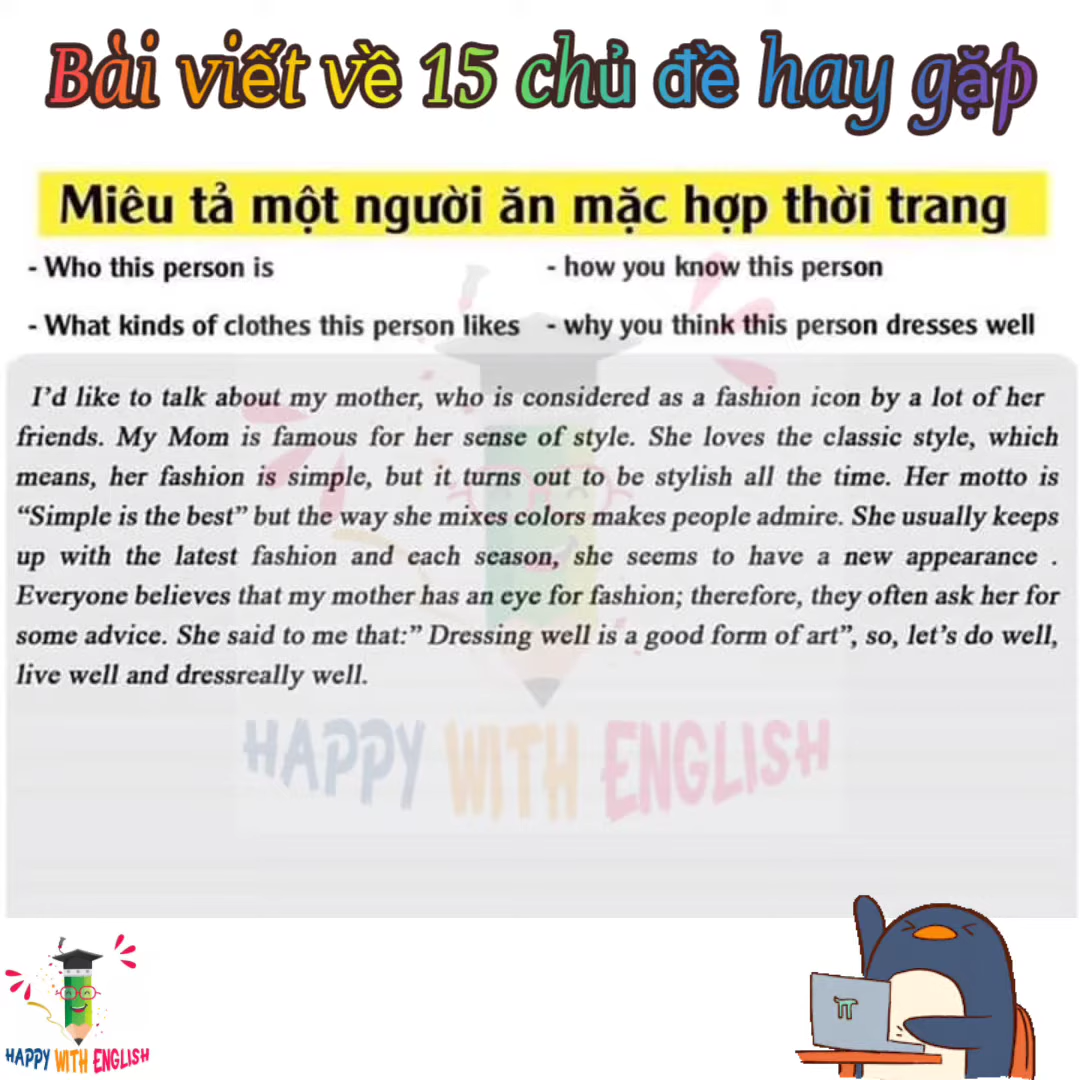 Bài viết về 15 chủ đề hay gặp
Miêu tả một người ăn mặc hợp thời trang
- Who this person is
- how you know this person
- What kinds of clothes this person likes
- why you think this person dresses well
I'd like to talk about my mother, who is considered as a fashion icon by a lot of her
friends. My Mom is famous for her sense of style. She loves the classic style, which
means, her fashion is simple, but it turns out to be stylish all the time. Her motto is
“Simple is the best” but the way she mixes colors makes people admire. She usually keeps
up with the latest fashion and each season, she seems to have a new appearance .
Everyone believes that my mother has an eye for fashion; therefore, they often ask her for
some advice. She said to me that:” Dressing well is a good form of art”, so, let's do well,
live well and dressreally well.
HAPPY WITH ENGLISH
HAPPY WITH ENGLISH
π